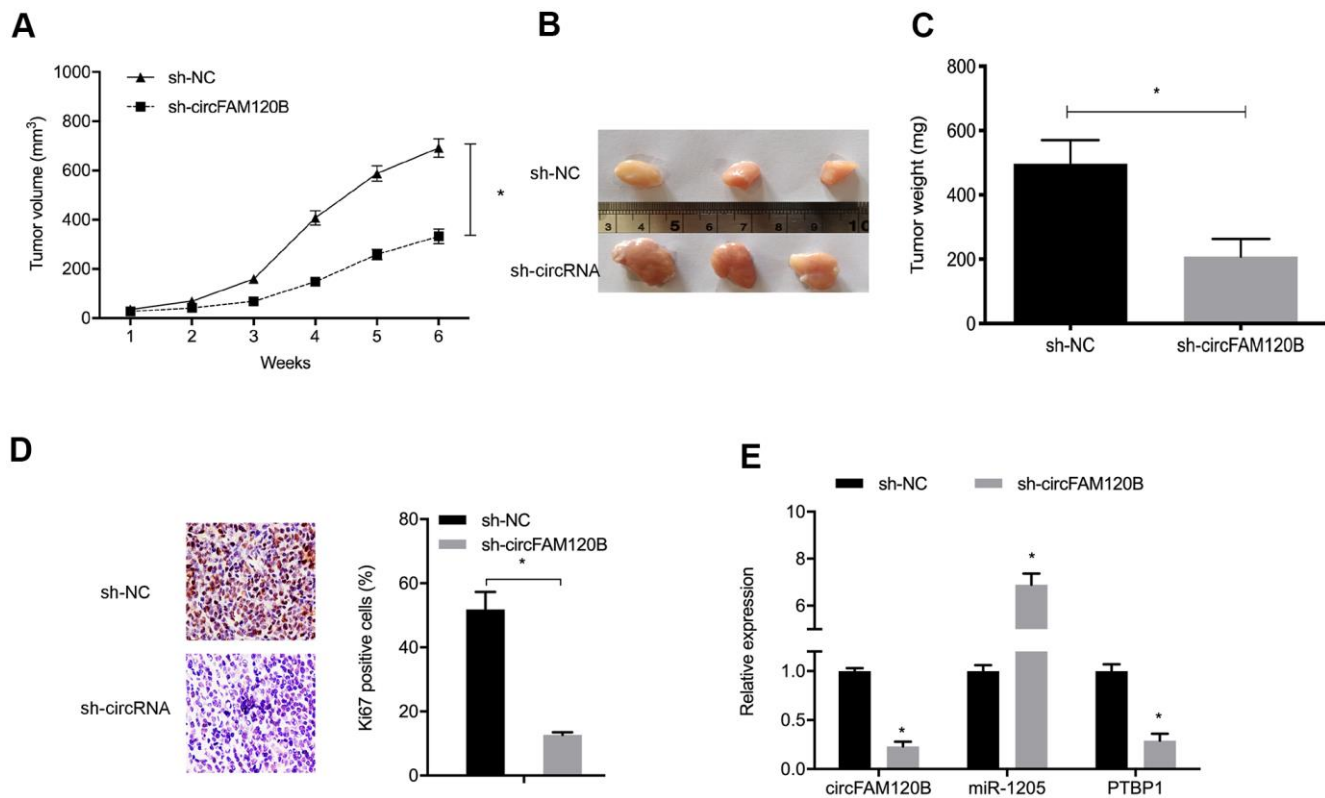 A
1000
800
600
400
200
0
Tumor volume (mm³)
sh-NC
sh-circFAM120B
*
1 2 3 4 5 6
Weeks
B
sh-NC
3 4 5 6 7 8 9 10
sh-circRNA
C
800
600
400
200
0
Tumor weight (mg)
*
sh-NC sh-circFAM120B
D
sh-NC
sh-circRNA
80
60
40
20
0
Ki67 positive cells (%)
sh-NC
sh-circFAM120B
*
E
sh-NC sh-circFAM120B
10
8
6
1.0
0.5
0.0
Relative expression
*
*
*
circFAM120B miR-1205 PTBP1